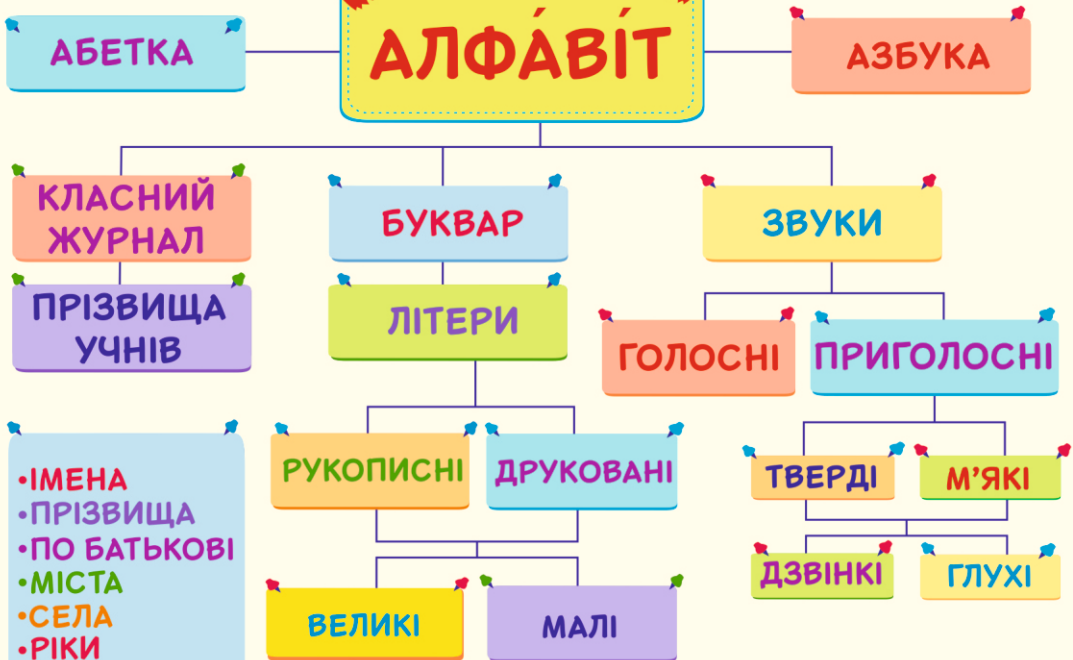 АБЕТКА
АЛФА́ВІ́Т
АЗБУКА
КЛАСНИЙ
ЖУРНАЛ
БУКВАР
ЗВУКИ
ПРІЗВИЩА
УЧНІВ
ЛІТЕРИ
ГОЛОСНІ
ПРИГОЛОСНІ
РУКОПИСНІ
ДРУКОВАНІ
ТВЕРДІ
М’ЯКІ
ДЗВІНКІ
ГЛУХІ
ВЕЛИКІ
МАЛІ
•ІМЕНА
•ПРІЗВИЩА
•ПО БАТЬКОВІ
•МІСТА
•СЕЛА
•РІКИ